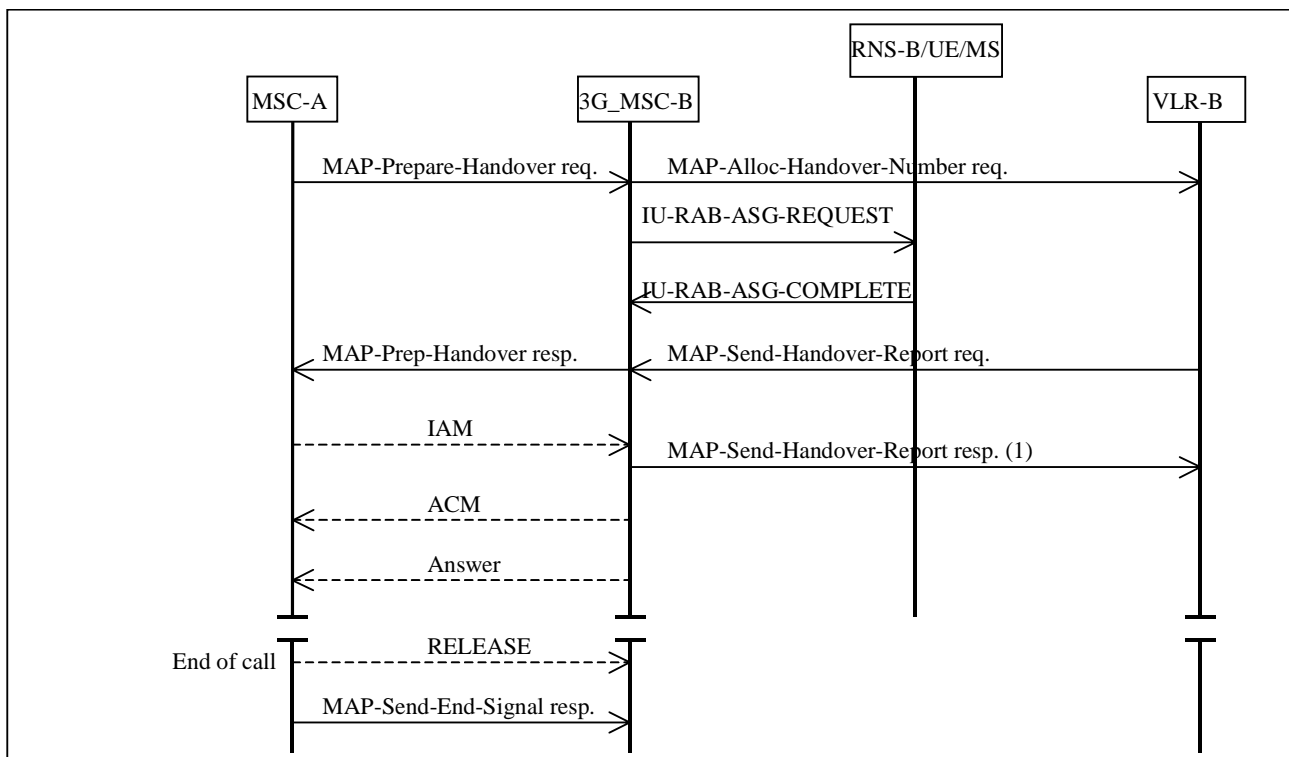 RNS-B/UE/MS
MSC-A
3G_MSC-B
VLR-B
MAP-Prepare-Handover req.
MAP-Alloc-Handover-Number req.
IU-RAB-ASG-REQUEST
IU-RAB-ASG-COMPLETE
MAP-Prep-Handover resp.
MAP-Send-Handover-Report req.
IAM
MAP-Send-Handover-Report resp. (1)
ACM
Answer
RELEASE
End of call
MAP-Send-End-Signal resp.